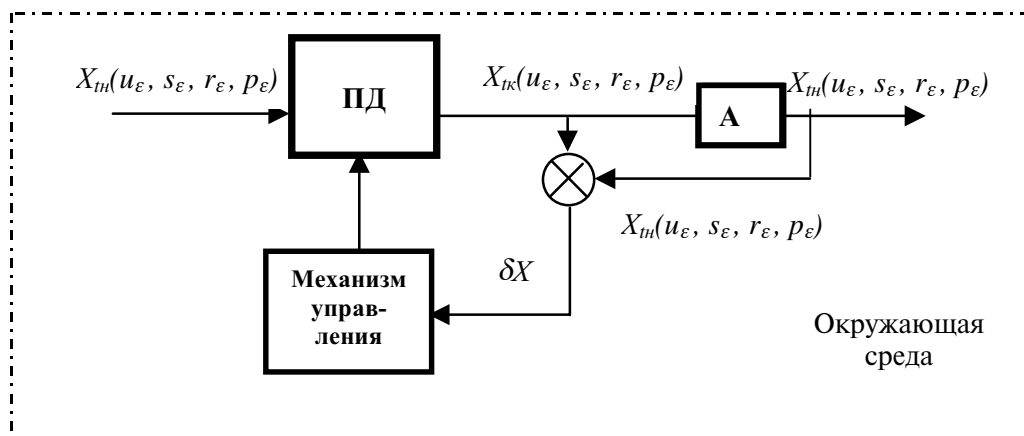 X_tн(u_ε, s_ε, r_ε, p_ε)
ПД
X_tк(u_ε, s_ε, r_ε, p_ε)
А
X_tн(u_ε, s_ε, r_ε, p_ε)
X_tн(u_ε, s_ε, r_ε, p_ε)
δX
Механизм
управ-
ления
Окружающая
среда